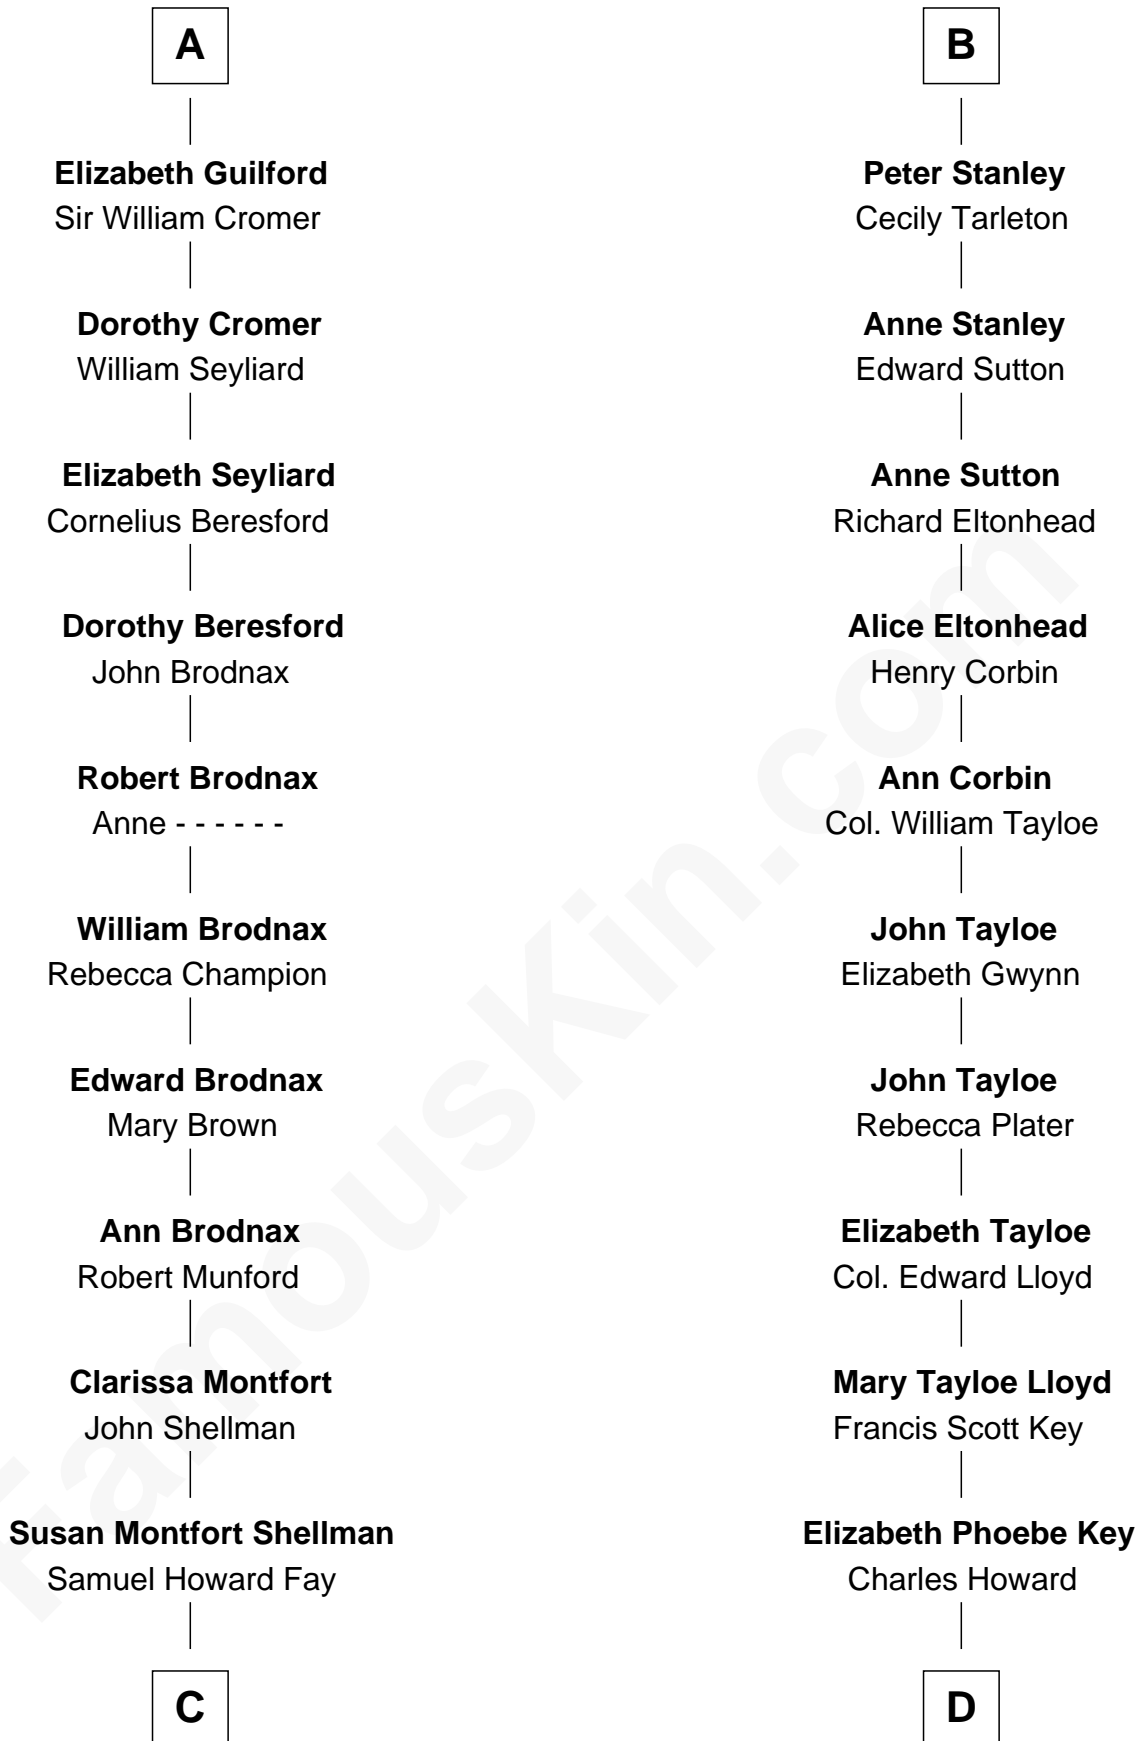 A
Elizabeth Guilford
Sir William Cromer
Dorothy Cromer
William Seyliard
Elizabeth Seyliard
Cornelius Beresford
Dorothy Beresford
John Brodnax
Robert Brodnax
Anne - - - - - -
William Brodnax
Rebecca Champion
Edward Brodnax
Mary Brown
Ann Brodnax
Robert Munford
Clarissa Montfort
John Shellman
Susan Montfort Shellman
Samuel Howard Fay
C
B
Peter Stanley
Cecily Tarleton
Anne Stanley
Edward Sutton
Anne Sutton
Richard Eltonhead
Alice Eltonhead
Henry Corbin
Ann Corbin
Col. William Tayloe
John Tayloe
Elizabeth Gwynn
John Tayloe
Rebecca Plater
Elizabeth Tayloe
Col. Edward Lloyd
Mary Tayloe Lloyd
Francis Scott Key
Elizabeth Phoebe Key
Charles Howard
D
FamousKin.com